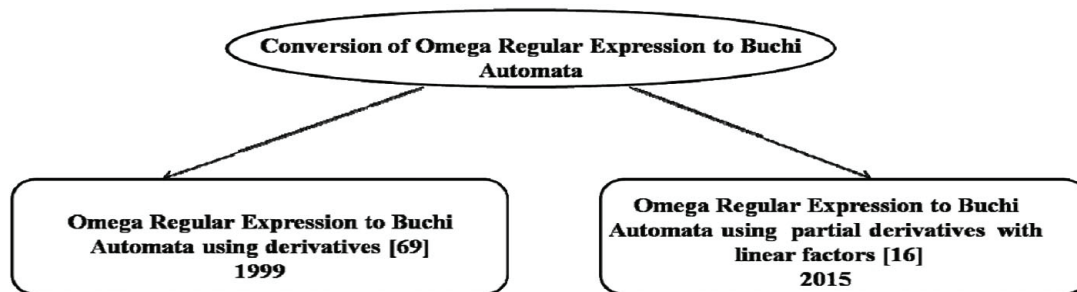 Conversion of Omega Regular Expression to Buchi
Automata
Omega Regular Expression to Buchi
Automata using derivatives [69]
1999
Omega Regular Expression to Buchi
Automata using partial derivatives with
linear factors [16]
2015